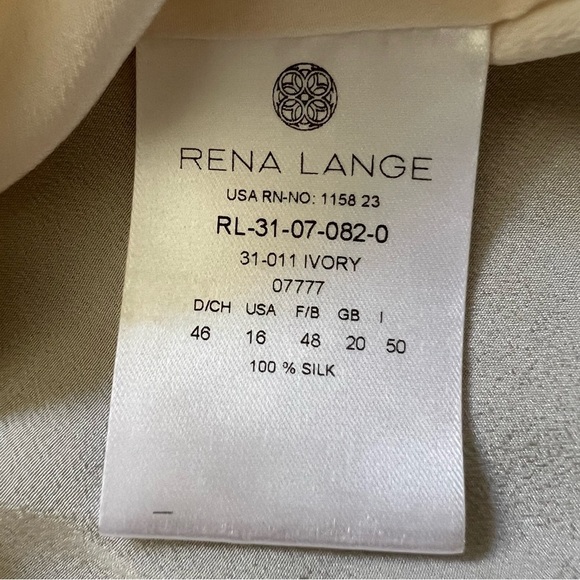 RENA LANGE
USA RN-NO: 1158 23
RL-31-07-082-0
31-011 IVORY
07777
D/CH USA F/B GB I
46 16 48 20 50
100 % SILK